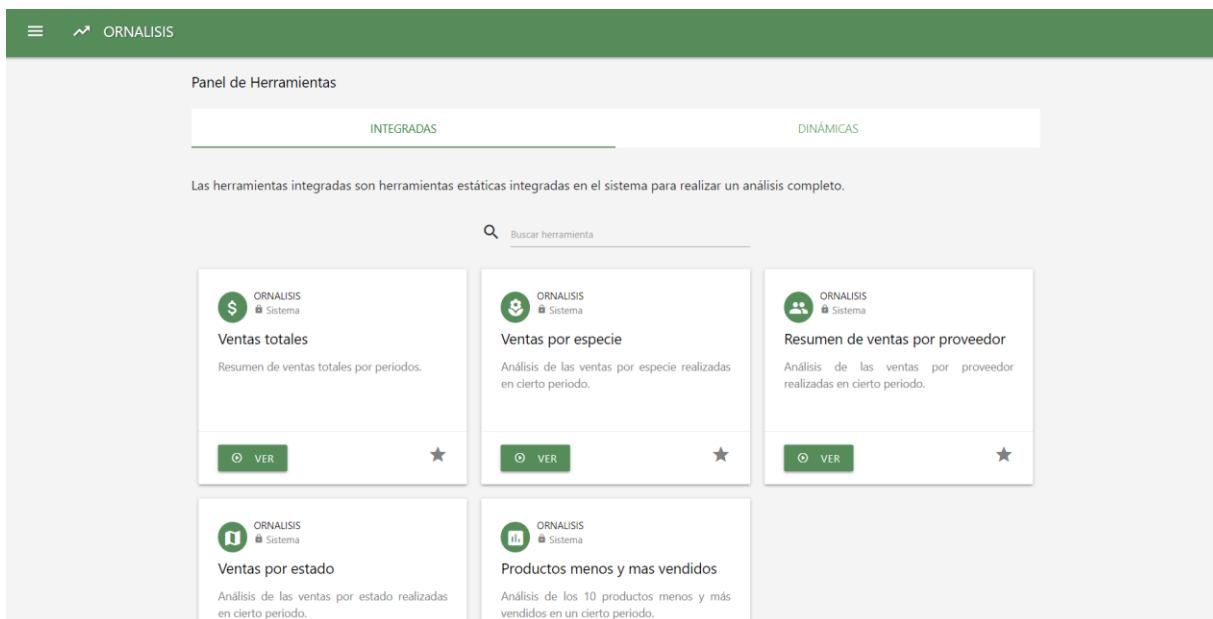 ORNALISIS
Panel de Herramientas
INTEGRADAS
DINÁMICAS
Las herramientas integradas son herramientas estáticas integradas en el sistema para realizar un análisis completo.
Buscar herramienta
ORNALISIS
Sistema
Ventas totales
Resumen de ventas totales por periodos.
VER
ORNALISIS
Sistema
Ventas por especie
Análisis de las ventas por especie realizadas
en cierto periodo.
VER
ORNALISIS
Sistema
Resumen de ventas por proveedor
Análisis de las ventas por proveedor
realizadas en cierto periodo.
VER
ORNALISIS
Sistema
Ventas por estado
Análisis de las ventas por estado realizadas
en cierto periodo.
ORNALISIS
Sistema
Productos menos y mas vendidos
Análisis de los 10 productos menos y más
vendidos en un cierto periodo.